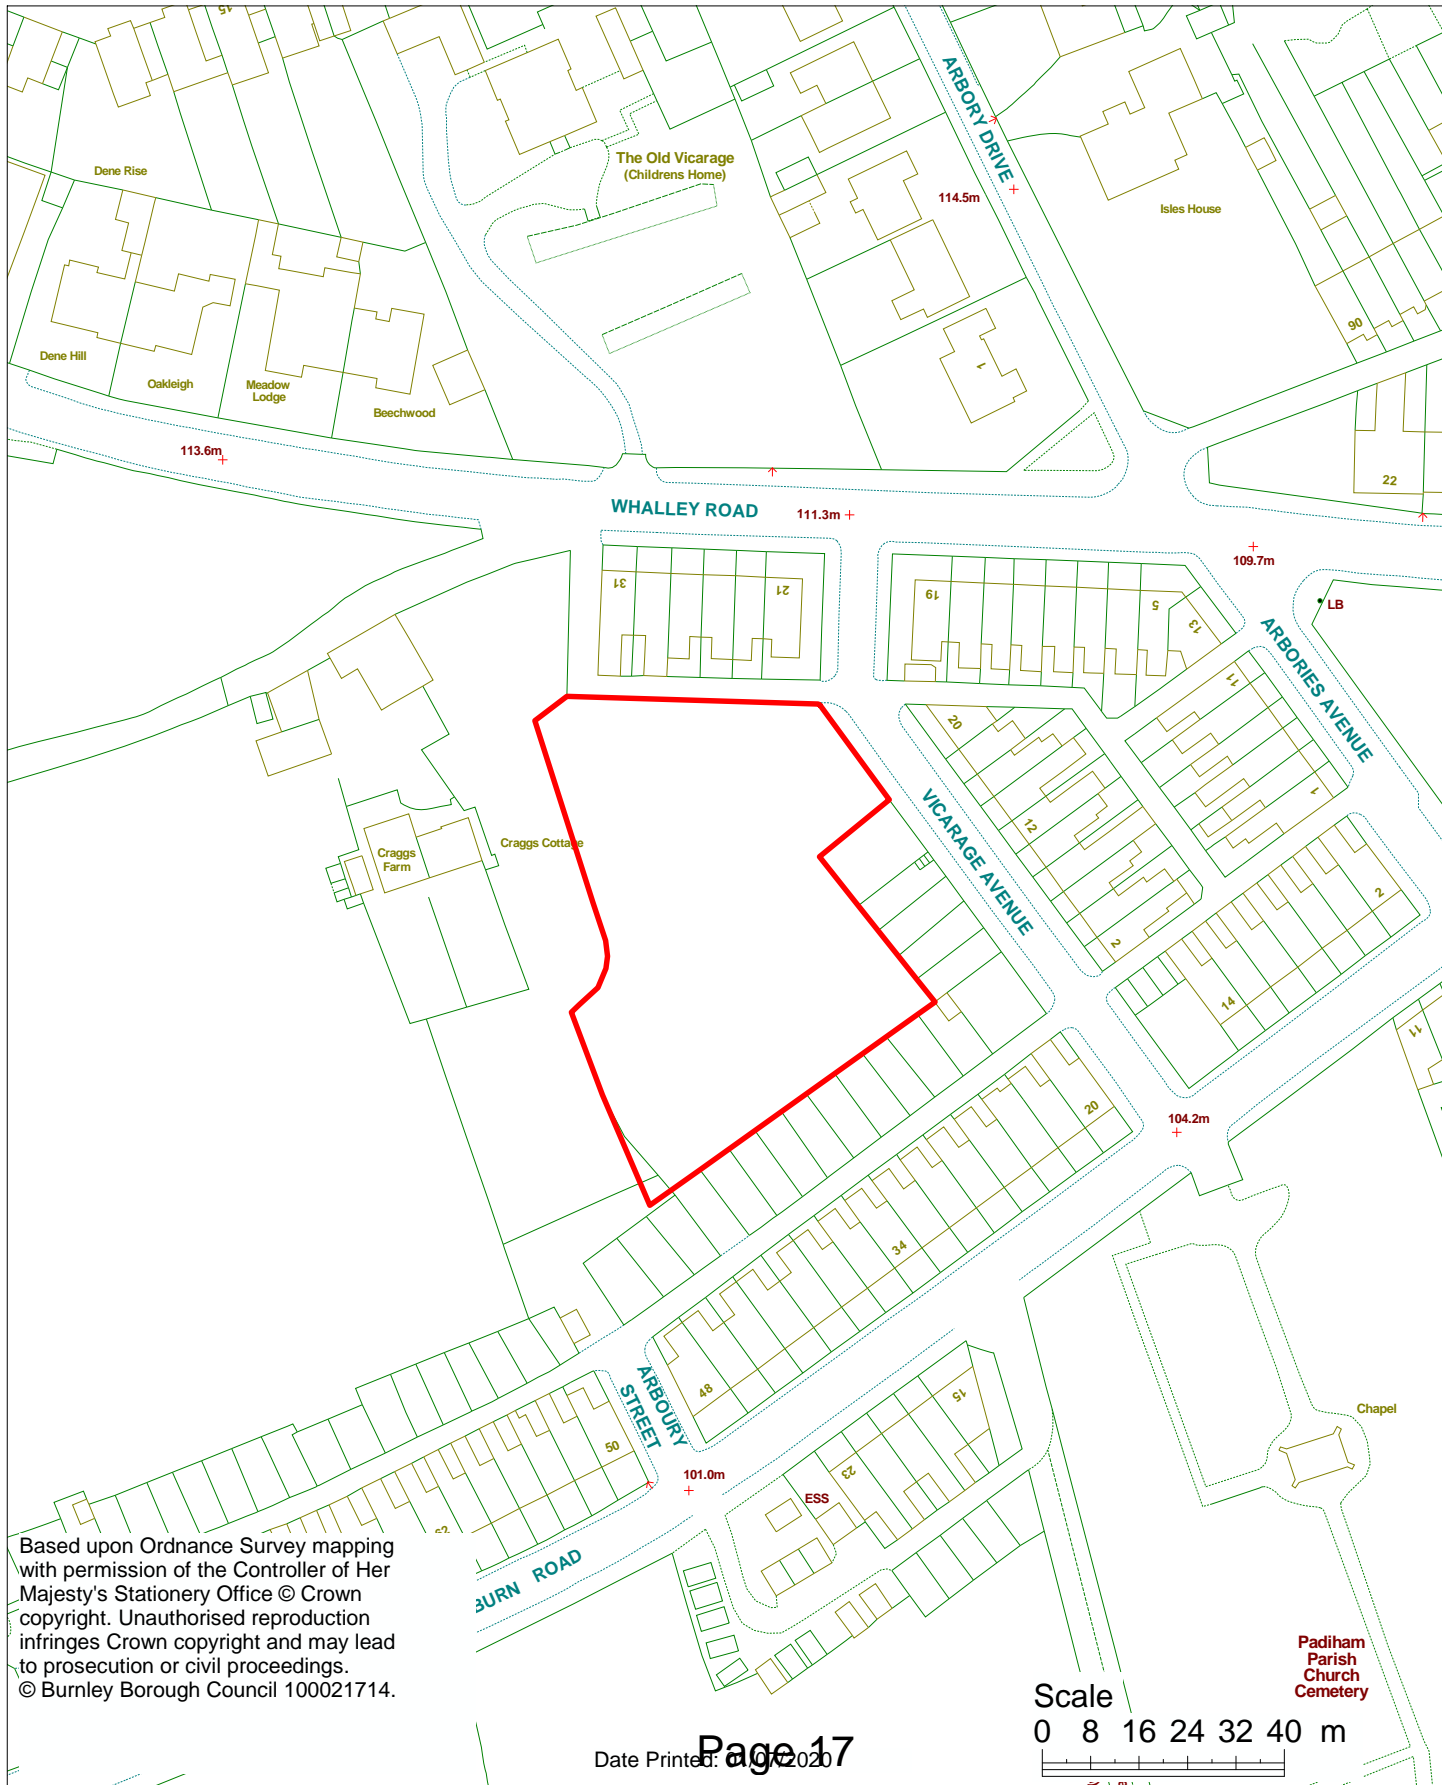 15
ARBORY DRIVE
The Old Vicarage
(Childrens Home)
Dene Rise
114.5m
Isles House
90
1
Dene Hill
Oakleigh
Meadow
Lodge
Beechwood
113.6m
22
WHALLEY ROAD
111.3m
109.7m
31
21
19
5
13
LB
ARBORIES AVENUE
11
20
1
VICARAGE AVENUE
12
Craggs Cottage
Craggs
Farm
2
2
14
11
20
104.2m
34
48
ARBOURY
STREET
15
Chapel
50
23
101.0m
ESS
62
BURN ROAD
Based upon Ordnance Survey mapping
with permission of the Controller of Her
Majesty's Stationery Office © Crown
copyright. Unauthorised reproduction
infringes Crown copyright and may lead
to prosecution or civil proceedings.
© Burnley Borough Council 100021714.
Padiham
Parish
Church
Cemetery
Scale
0 8 16 24 32 40 m
Date Printed: 01/07/2020
Page 17